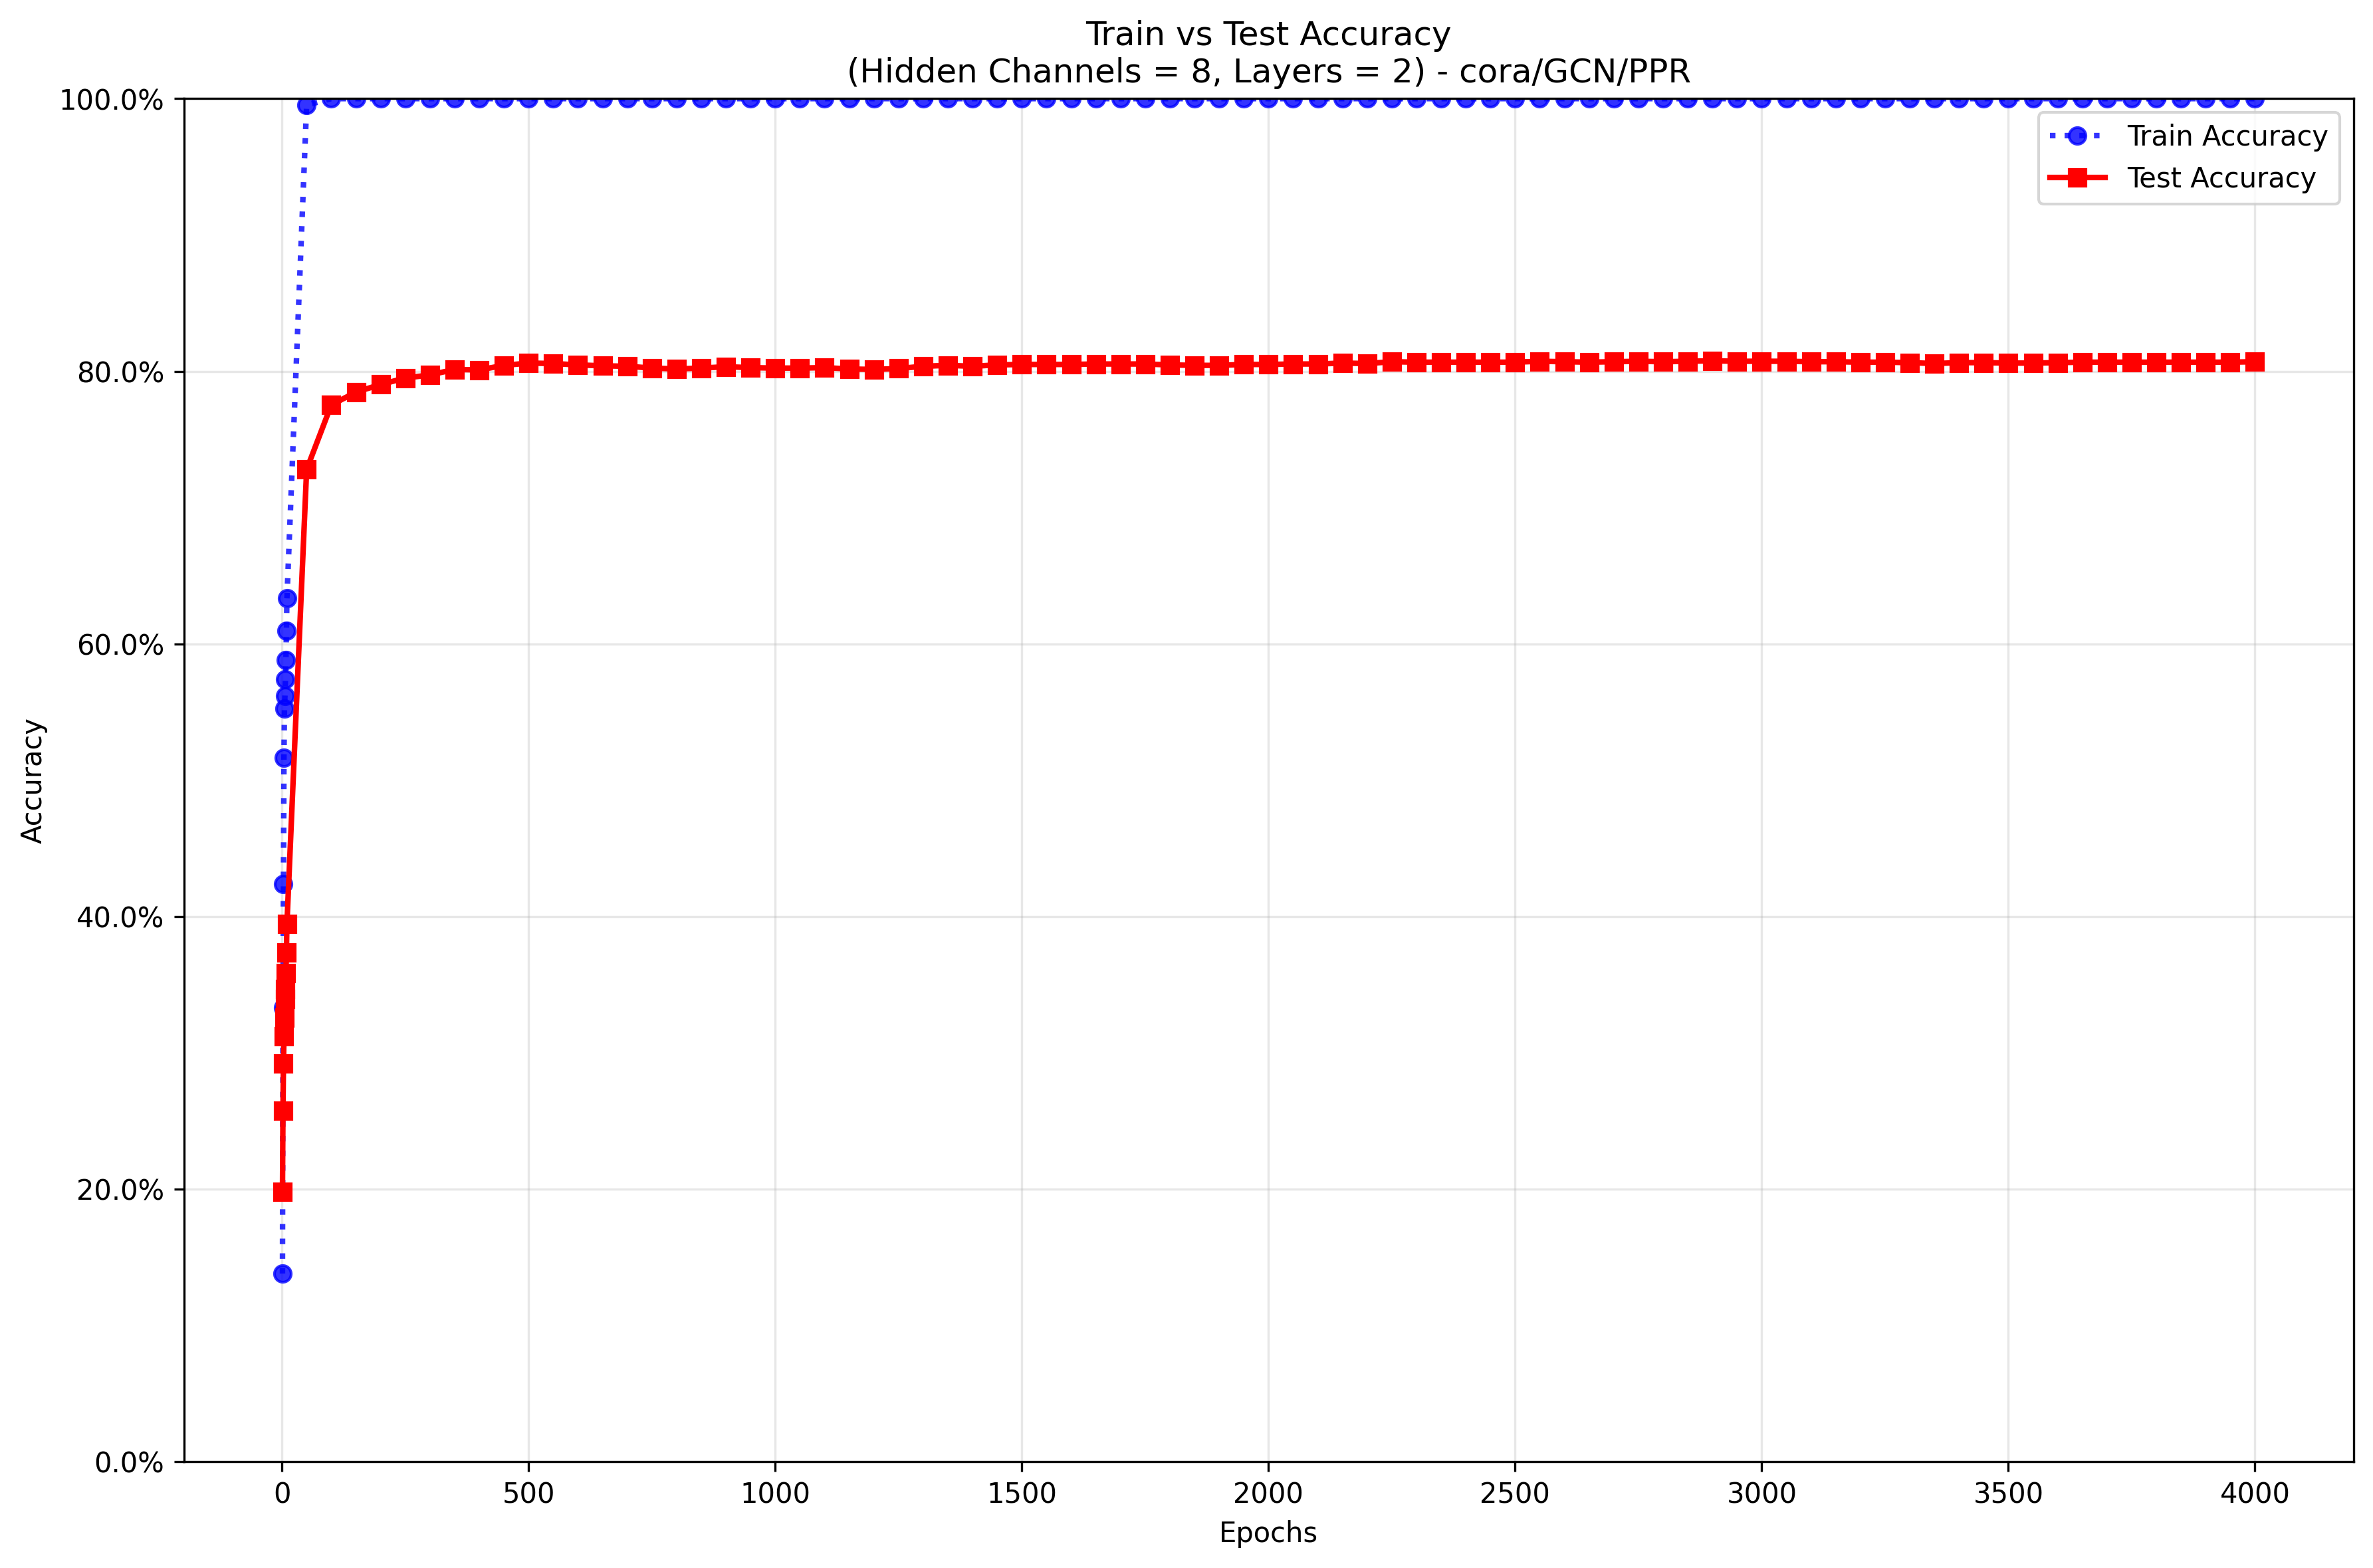 Train vs Test Accuracy
(Hidden Channels = 8, Layers = 2) - cora/GCN/PPR
100.0%
80.0%
60.0%
40.0%
20.0%
0.0%
Accuracy
Train Accuracy
Test Accuracy
0 500 1000 1500 2000 2500 3000 3500 4000
Epochs